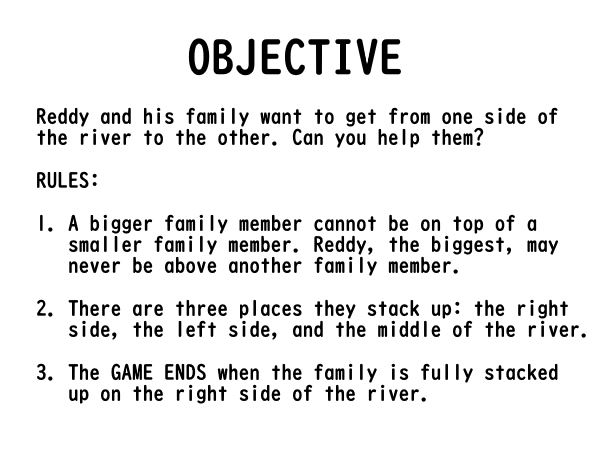 OBJECTIVE
Reddy and his family want to get from one side of
the river to the other. Can you help them?
RULES:
1. A bigger family member cannot be on top of a
smaller family member. Reddy, the biggest, may
never be above another family member.
2. There are three places they stack up: the right
side, the left side, and the middle of the river.
3. The GAME ENDS when the family is fully stacked
up on the right side of the river.